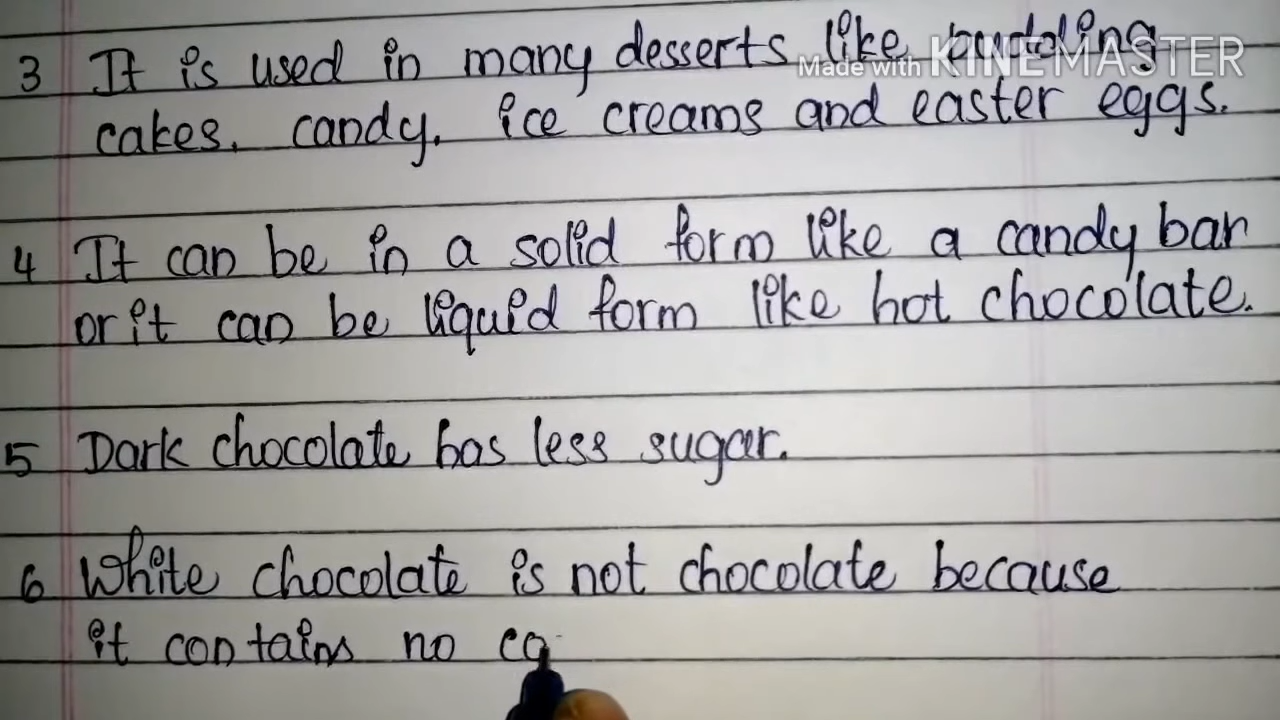 3 It is used in many desserts like pudding
Made with KINEMASTER
cakes, candy, ice creams and easter eggs.
4 It can be in a solid form like a candy bar
or it can be liquid form like hot chocolate.
5 Dark chocolate has less sugar.
6 White chocolate is not chocolate because
it contains no co